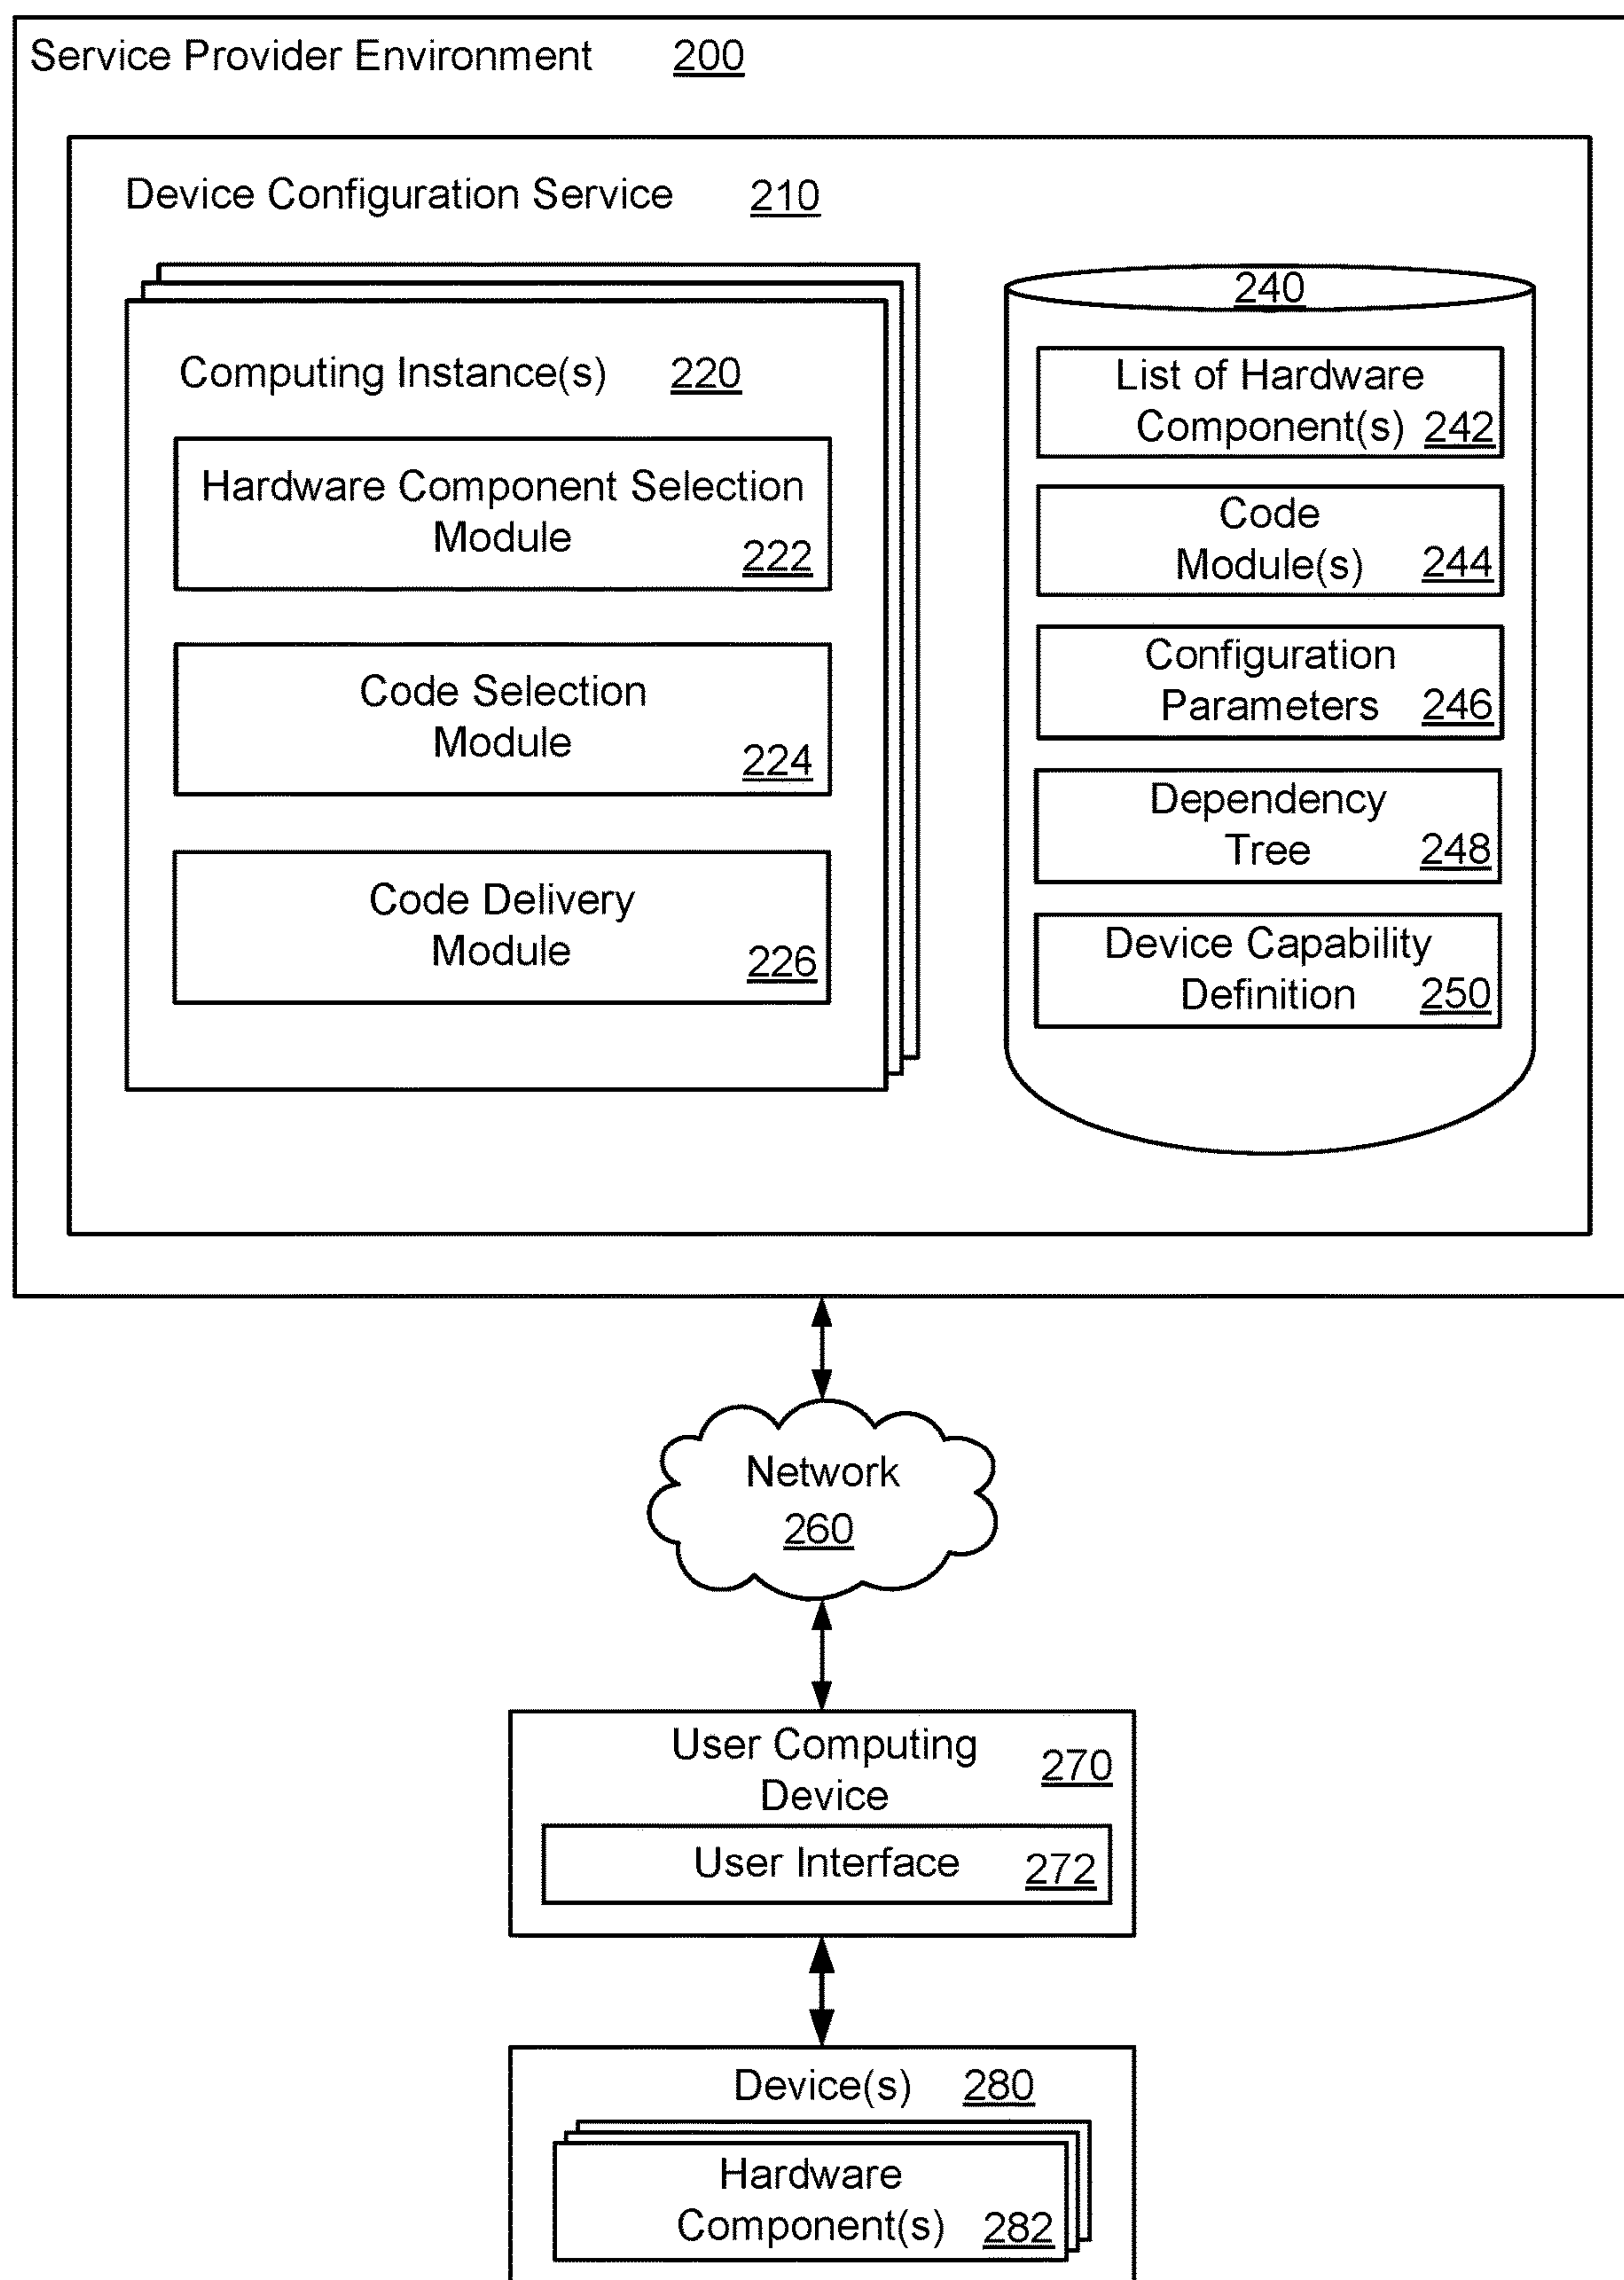 Service Provider Environment 200
Device Configuration Service 210
Computing Instance(s) 220
Hardware Component Selection
Module 222
Code Selection
Module 224
Code Delivery
Module 226
240
List of Hardware
Component(s) 242
Code
Module(s) 244
Configuration
Parameters 246
Dependency
Tree 248
Device Capability
Definition 250
Network
260
User Computing
Device 270
User Interface 272
Device(s) 280
Hardware
Component(s) 282